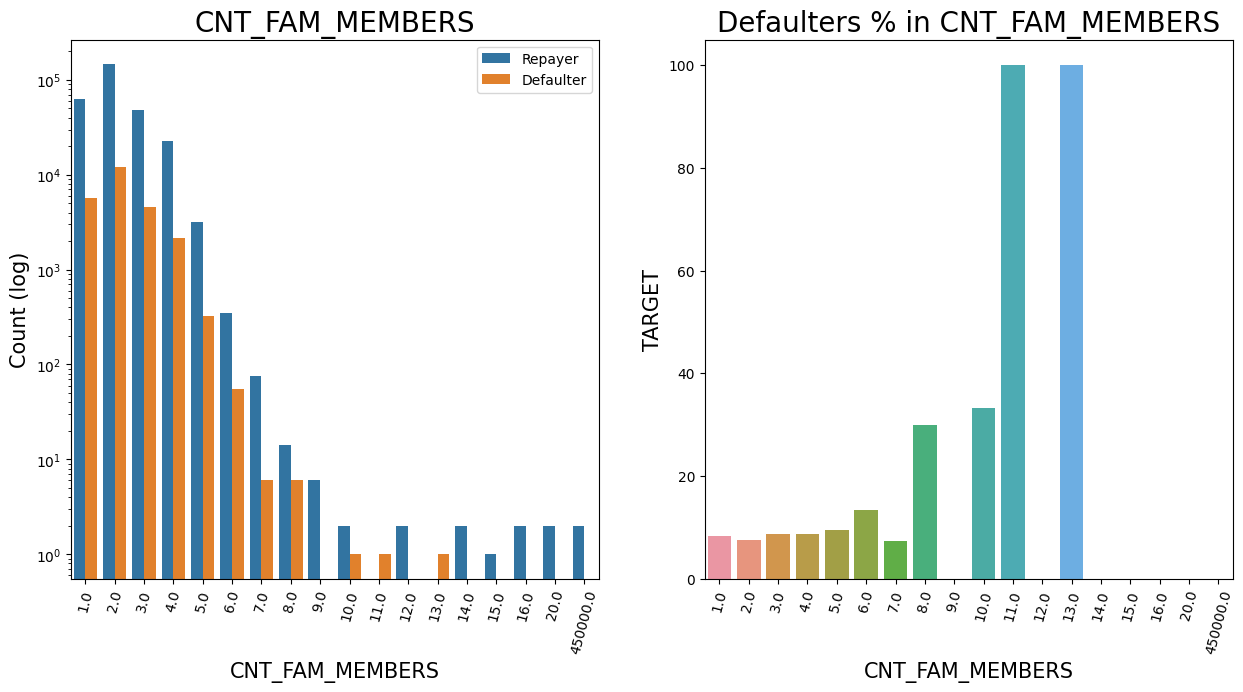 CNT_FAM_MEMBERS
Count (log)
10^5
10^4
10^3
10^2
10^1
10^0
Repayer
Defaulter
1.0 2.0 3.0 4.0 5.0 6.0 7.0 8.0 9.0 10.0 11.0 12.0 13.0 14.0 15.0 16.0 20.0 450000.0
CNT_FAM_MEMBERS
Defaulters % in CNT_FAM_MEMBERS
TARGET
100
80
60
40
20
0
1.0 2.0 3.0 4.0 5.0 6.0 7.0 8.0 9.0 10.0 11.0 12.0 13.0 14.0 15.0 16.0 20.0 450000.0
CNT_FAM_MEMBERS